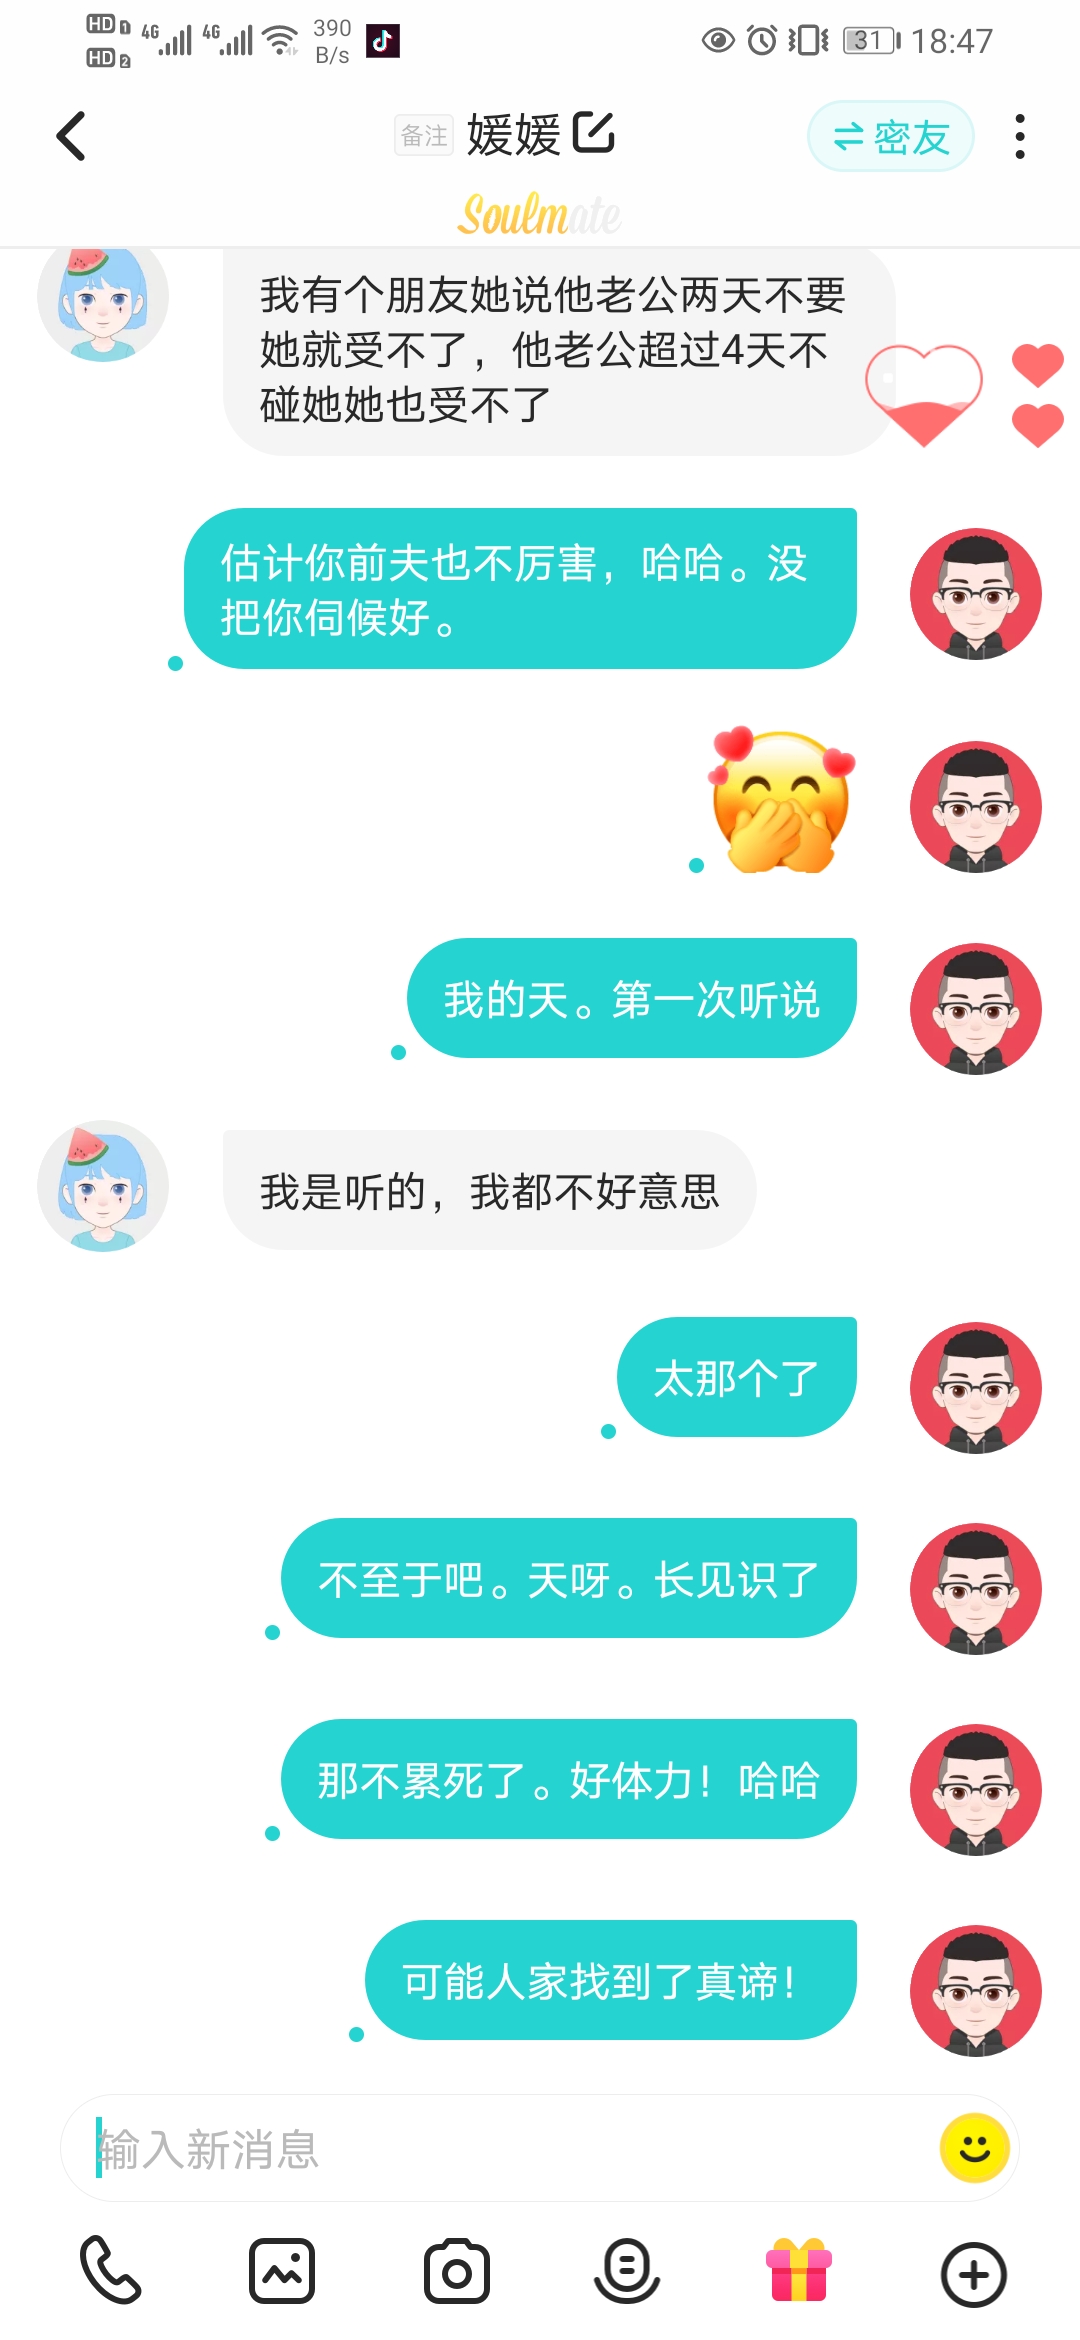 HD 1 4G 4G 390 31 18:47
HD 2 B/s
备注 媛媛 密友
Soulmate
我有个朋友她说他老公两天不要
她就受不了，他老公超过4天不
碰她她也受不了
估计你前夫也不厉害，哈哈。没
把你伺候好。
我的天。第一次听说
我是听的，我都不好意思
太那个了
不至于吧。天呀。长见识了
那不累死了。好体力！哈哈
可能人家找到了真谛！
输入新消息